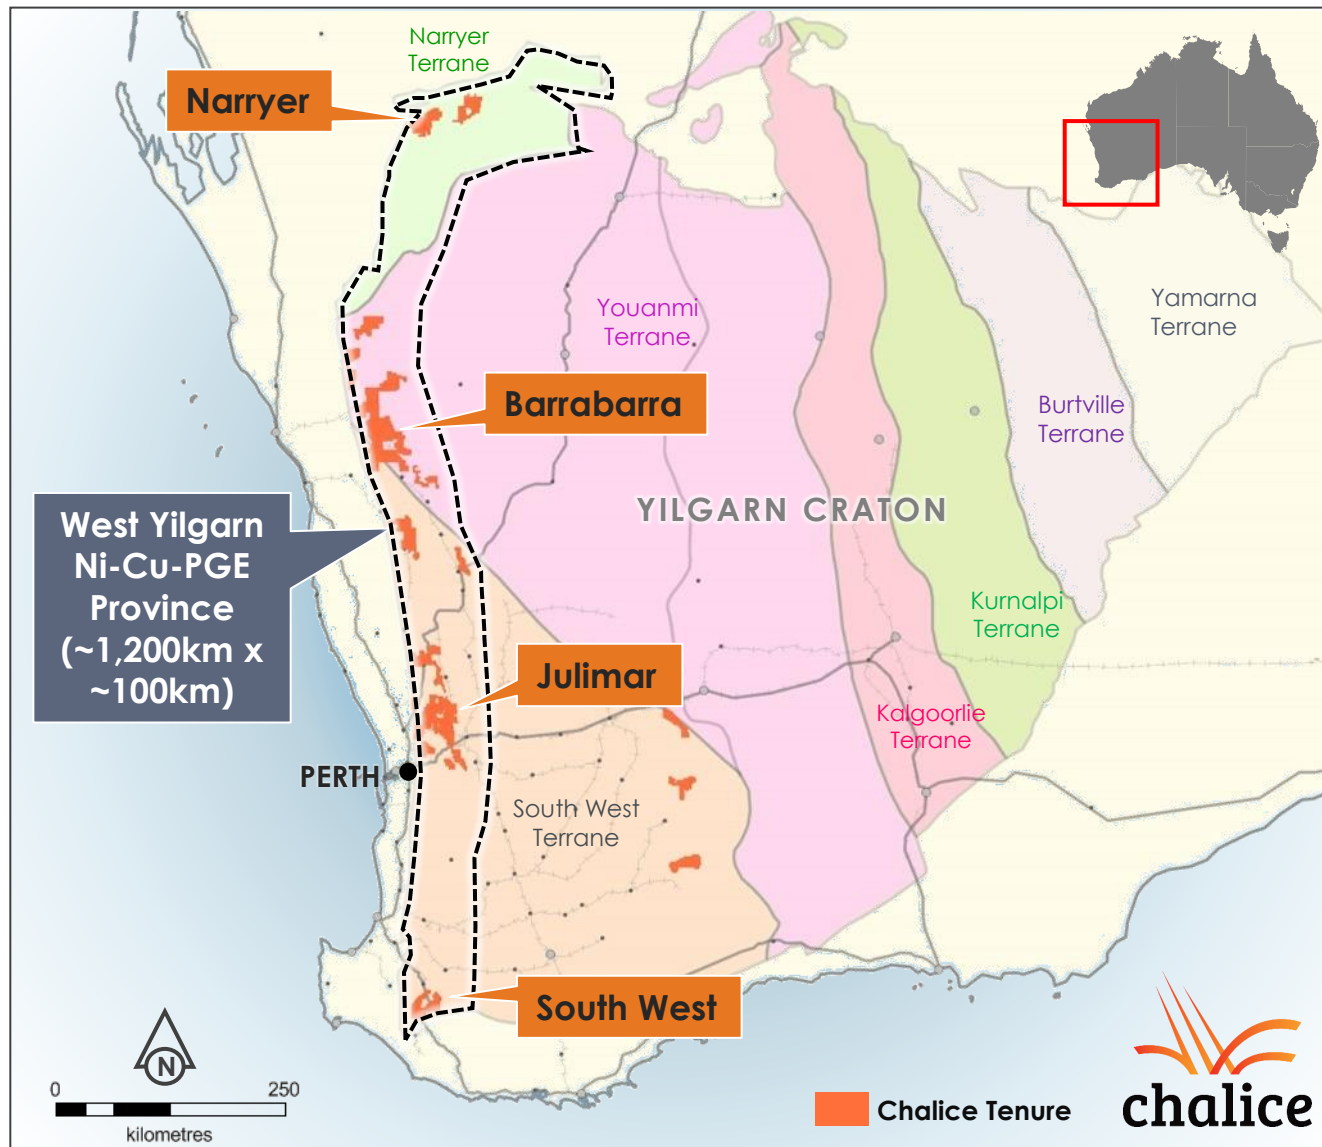 Narryer
Terrane
Narryer
Youanmi
Terrane
Yamarna
Terrane
Barrabarra
Burtville
Terrane
West Yilgarn
Ni-Cu-PGE
Province
(~1,200km x
~100km)
YILGARN CRATON
Kurnalpi
Terrane
Julimar
Kalgoorlie
Terrane
PERTH
South West
Terrane
South West
N
0
250
kilometres
Chalice Tenure
chalice